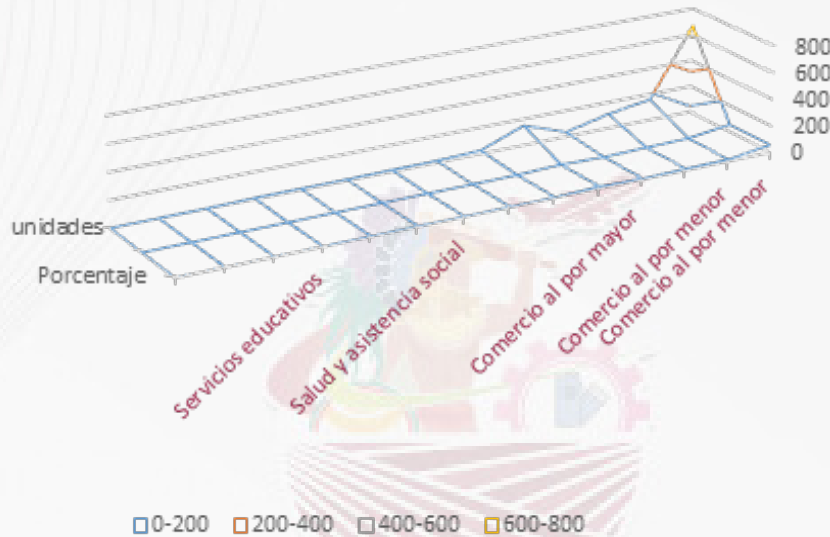 800
600
400
200
0
unidades
Porcentaje
Servicios educativos
Salud y asistencia social
Comercio al por mayor
Comercio al por menor
Comercio al por menor
0-200 200-400 400-600 600-800